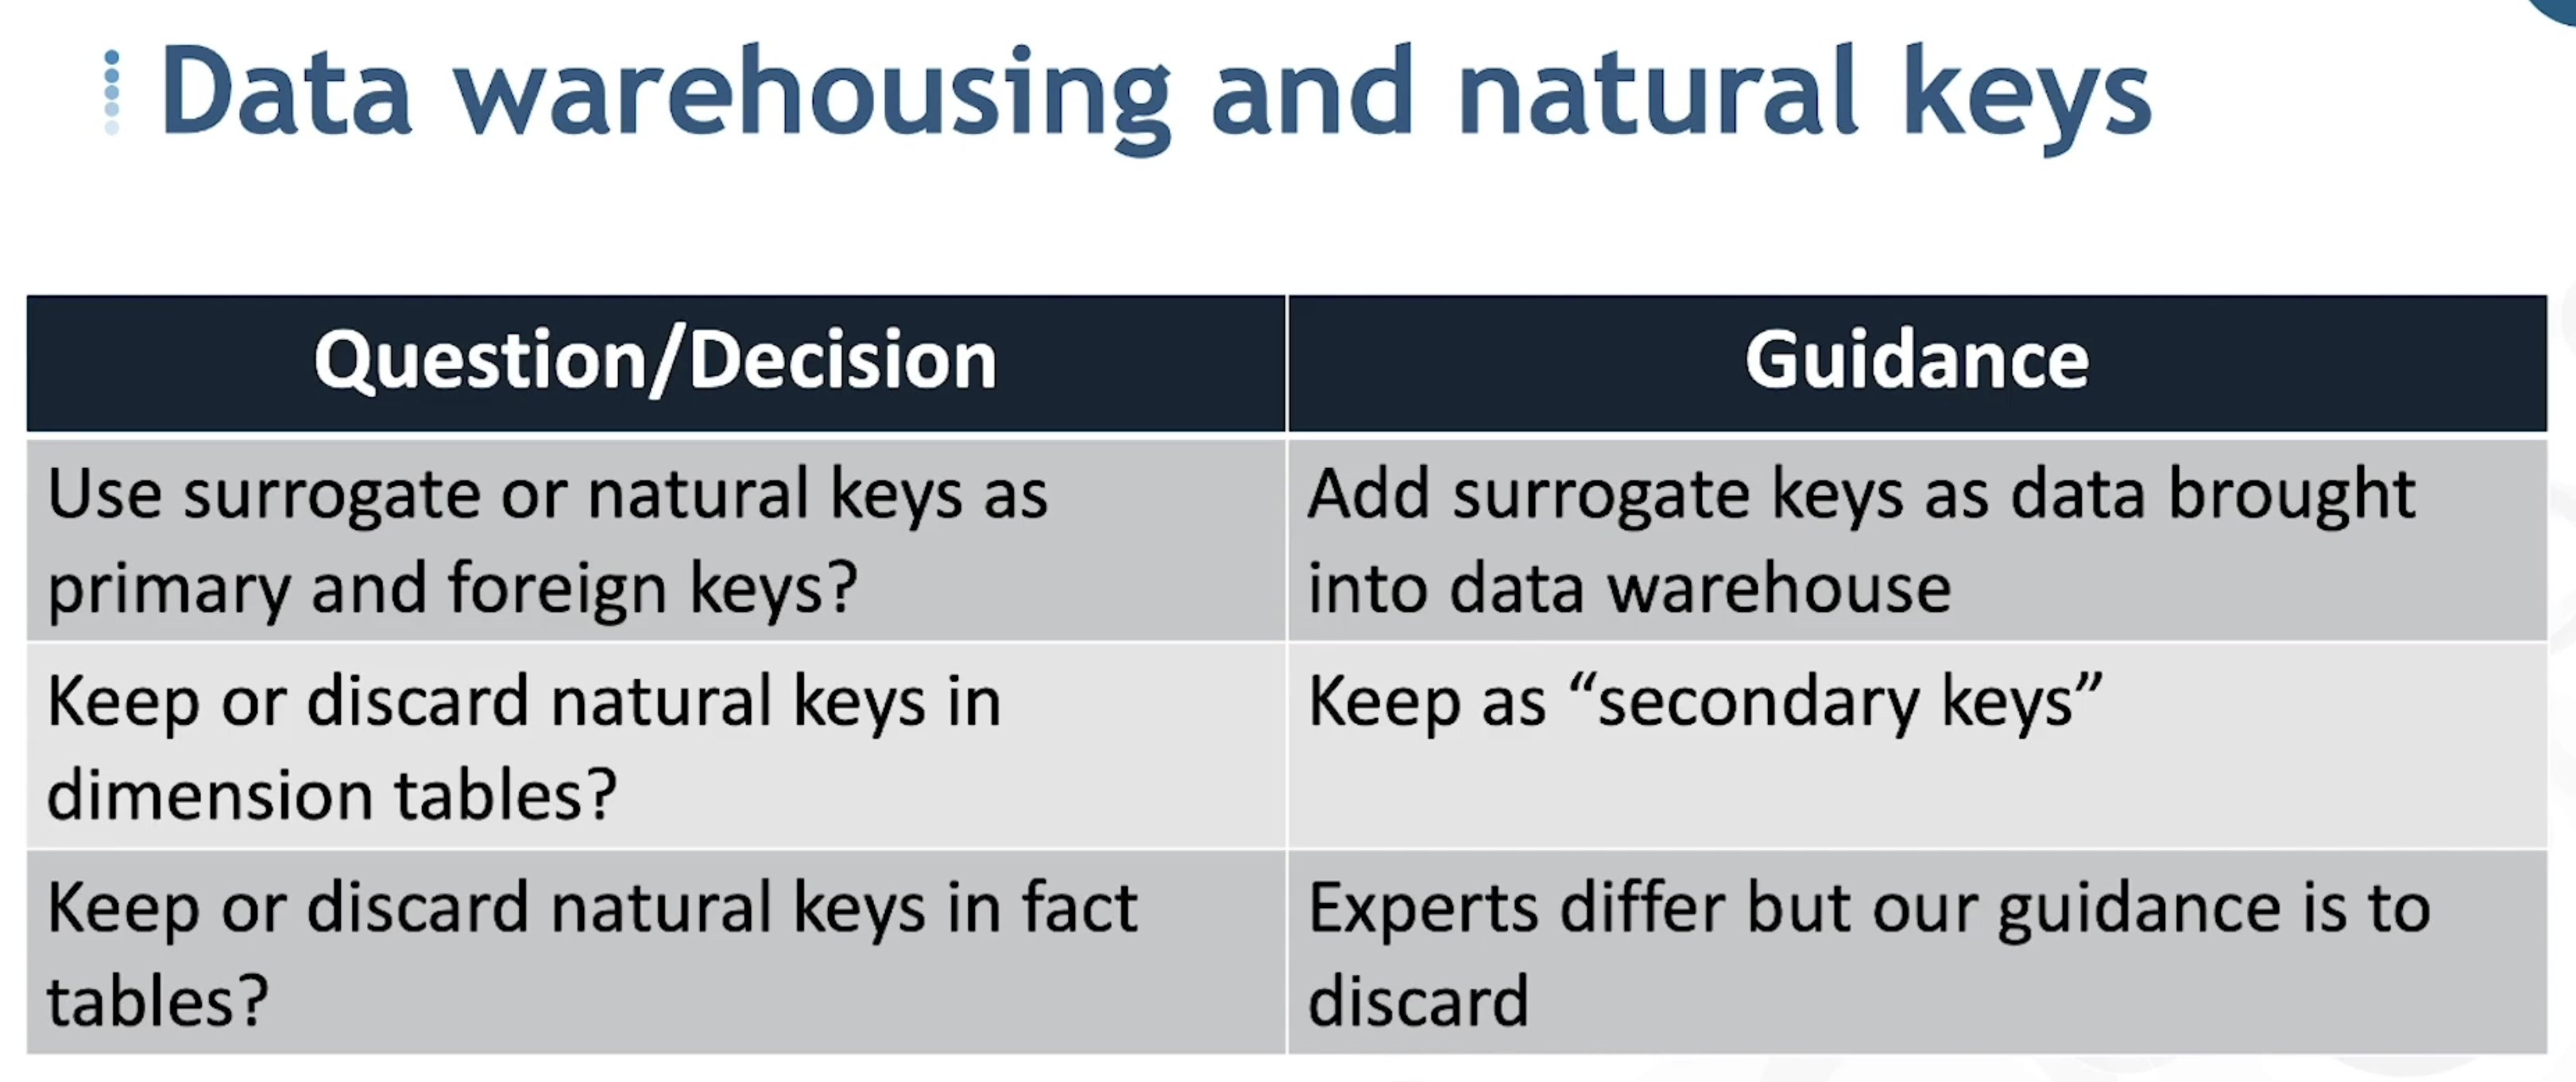 Data warehousing and natural keys
Question/Decision
Guidance
Use surrogate or natural keys as
primary and foreign keys?
Add surrogate keys as data brought
into data warehouse
Keep or discard natural keys in
dimension tables?
Keep as “secondary keys”
Keep or discard natural keys in fact
tables?
Experts differ but our guidance is to
discard